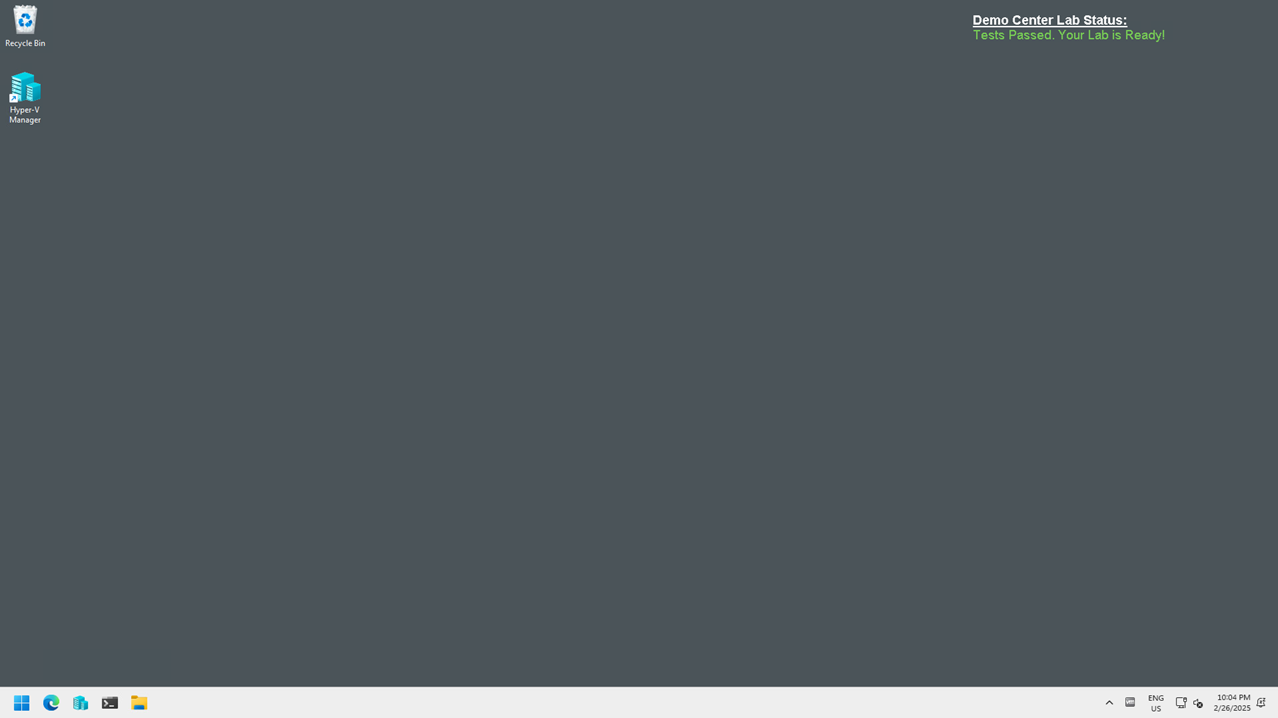 Recycle Bin
Hyper-V
Manager
Demo Center Lab Status:
Tests Passed. Your Lab is Ready!
ENG
US
10:04 PM
2/26/2025